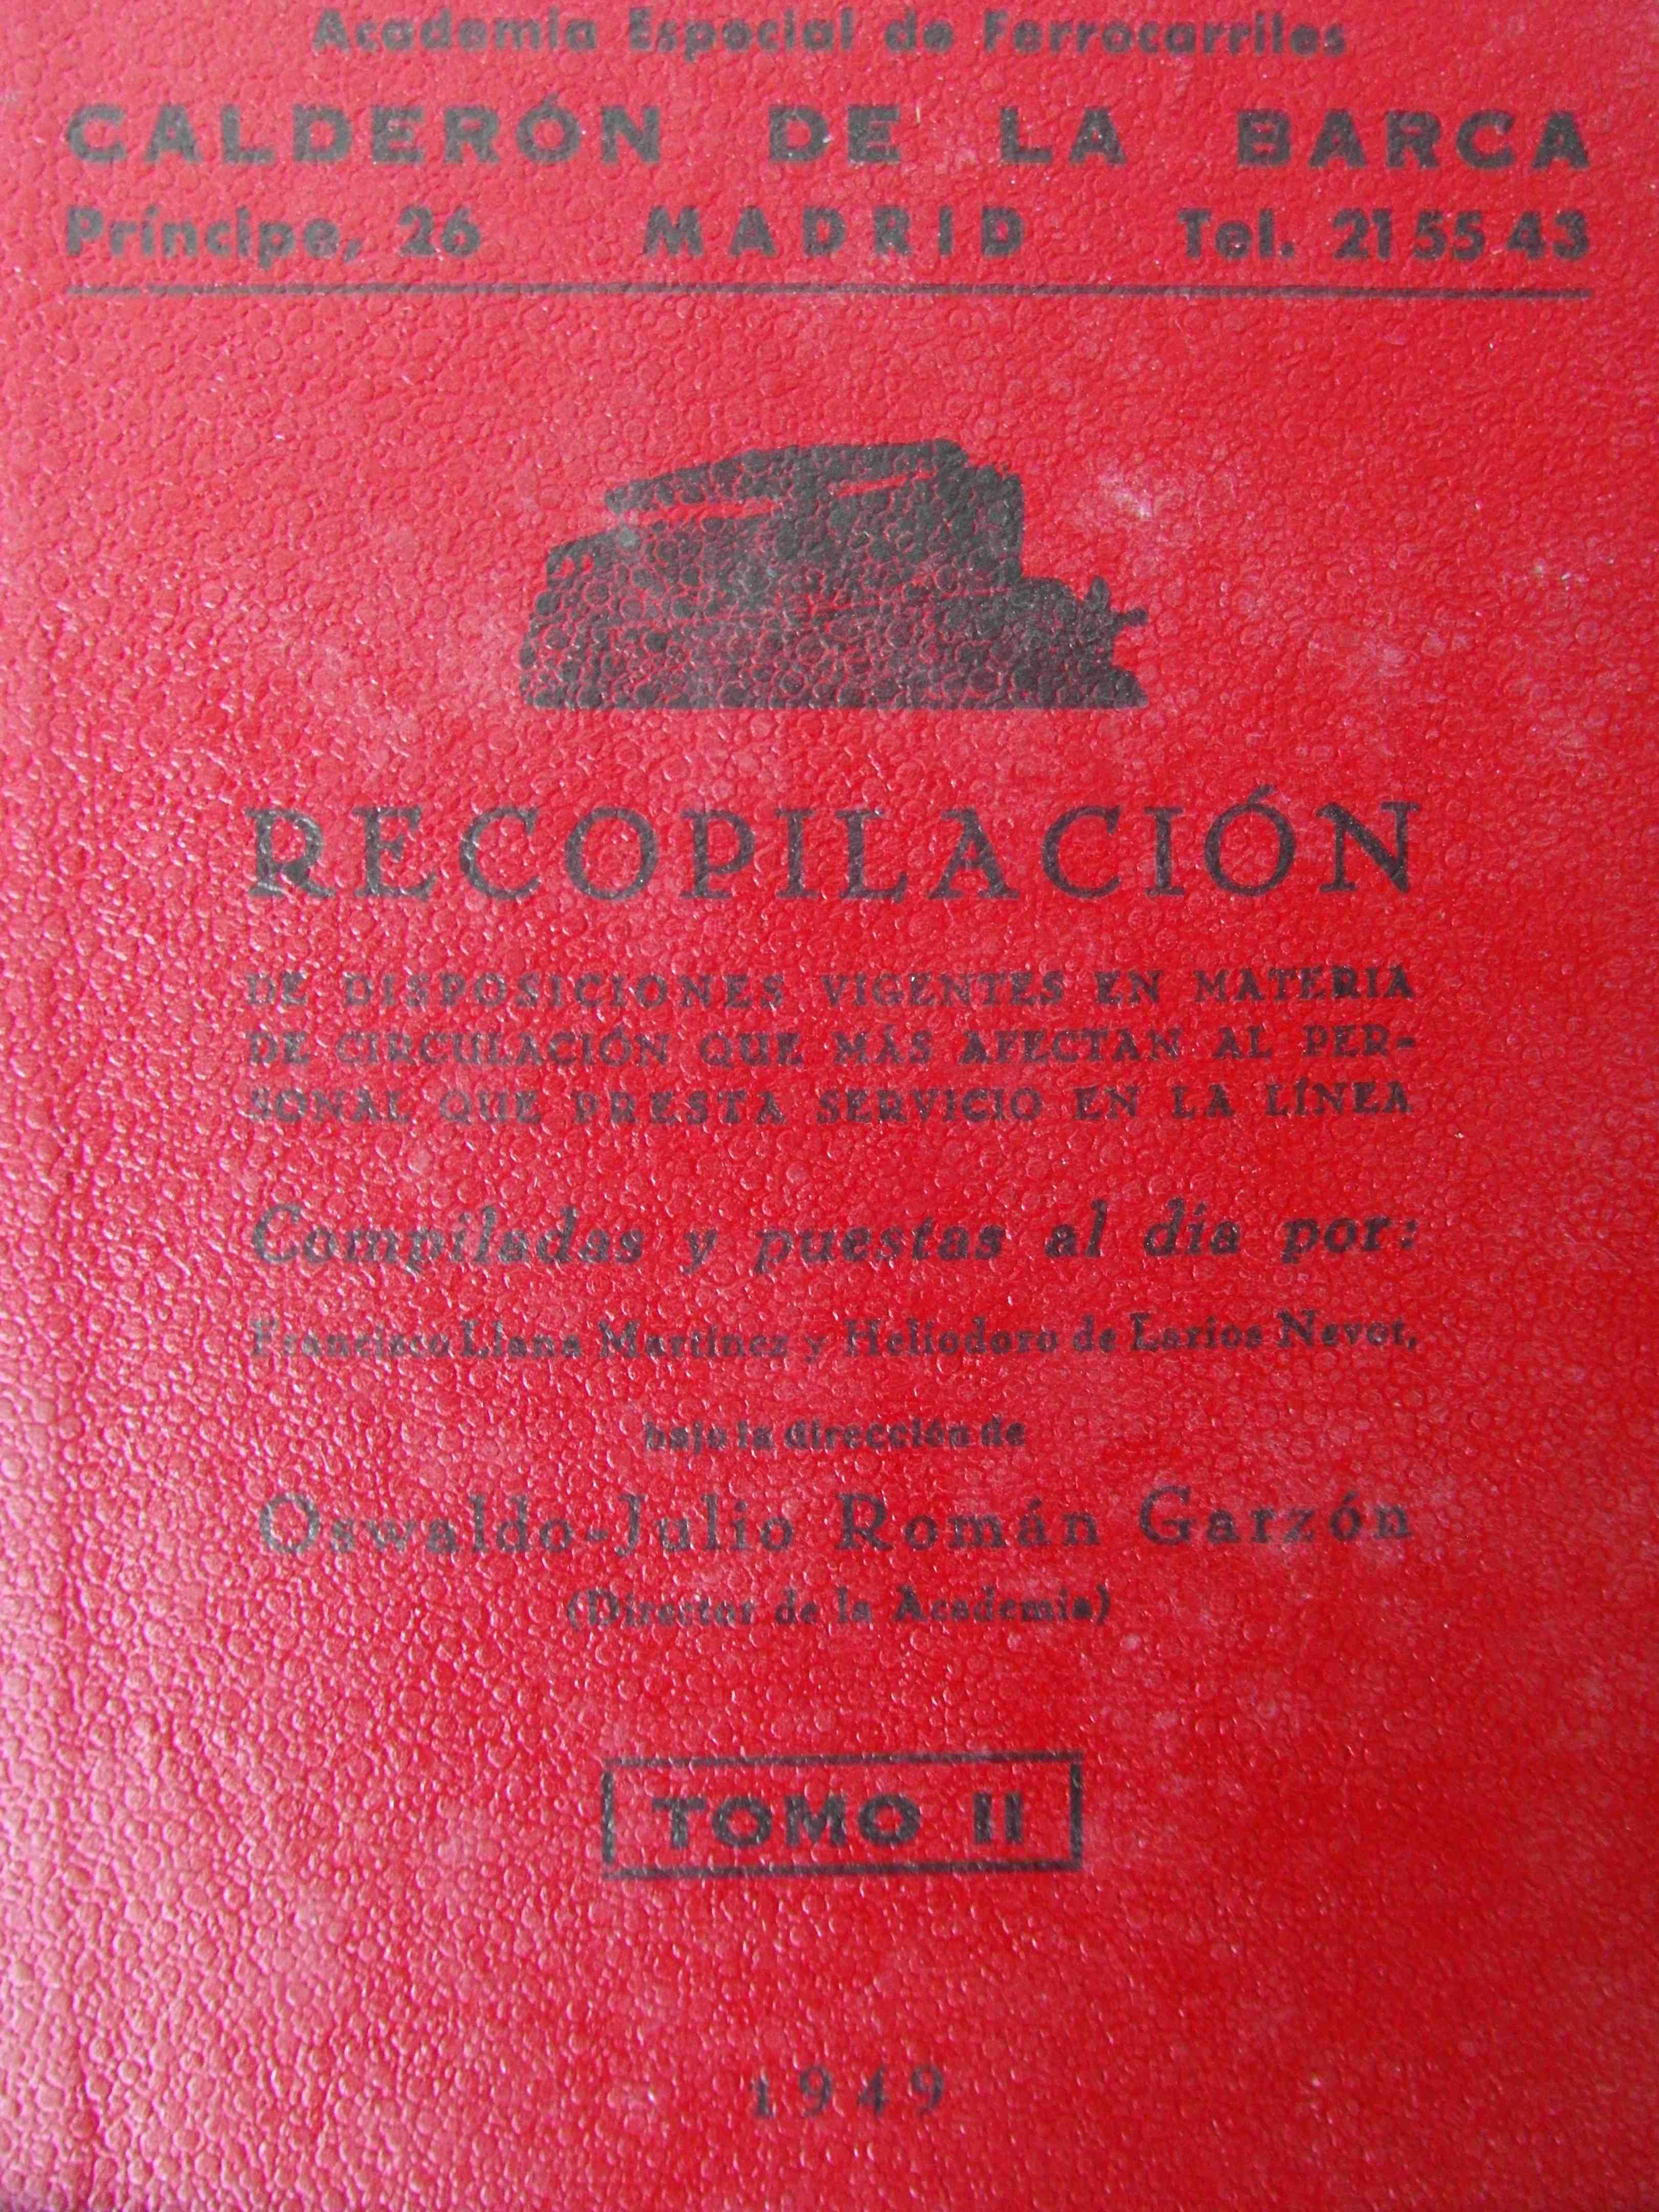 Academia Especial de Ferrocarriles
CALDERÓN DE LA BARCA
Príncipe, 26 MADRID Tel. 21 55 43
RECOPILACIÓN
DE DISPOSICIONES VIGENTES EN MATERIA
DE CIRCULACIÓN QUE MÁS AFECTAN AL PER-
SONAL QUE PRESTA SERVICIO EN LA LÍNEA
Compiladas y puestas al día por:
Francisco Llana Martínez y Heliodoro de Larios Nevot,
bajo la dirección de
Oswaldo-Julio Román Garzón
(Director de la Academia)
TOMO II
1949